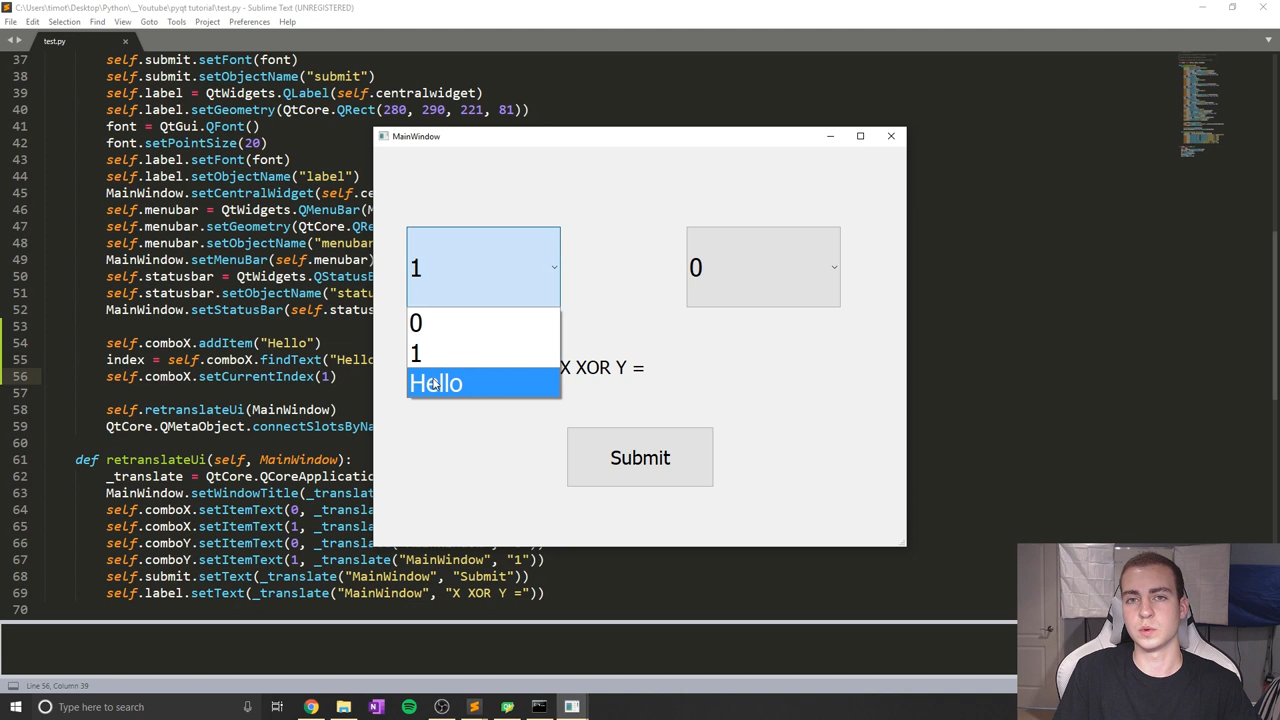 C:\Users\timot\Desktop\Python\__Youtube\pyqt tutorial\test.py - Sublime Text (UNREGISTERED)
File Edit Selection Find View Goto Tools Project Preferences Help
test.py
37 self.submit.setFont(font)
38 self.submit.setObjectName("submit")
39 self.label = QtWidgets.QLabel(self.centralwidget)
40 self.label.setGeometry(QtCore.QRect(280, 290, 221, 81))
41 font = QtGui.QFont()
42 font.setPointSize(20)
43 self.label.setFont(font)
44 self.label.setObjectName("label")
45 MainWindow.setCentralWidget(self.ce
46 self.menubar = QtWidgets.QMenuBar(M
47 self.menubar.setGeometry(QtCore.QRe
48 self.menubar.setObjectName("menubar
49 MainWindow.setMenuBar(self.menubar)
50 self.statusbar = QtWidgets.QStatusB
51 self.statusbar.setObjectName("statu
52 MainWindow.setStatusBar(self.status
53
54 self.comboX.addItem("Hello")
55 index = self.comboX.findText("Hello
56 self.comboX.setCurrentIndex(1)
57
58 self.retranslateUi(MainWindow)
59 QtCore.QMetaObject.connectSlotsByNa
60
61 def retranslateUi(self, MainWindow):
62 _translate = QtCore.QCoreApplicatio
63 MainWindow.setWindowTitle(_translat
64 self.comboX.setItemText(0, _transla
65 self.comboX.setItemText(1, _transla
66 self.comboY.setItemText(0, _transla
67 self.comboY.setItemText(1, _translate("MainWindow", "1"))
68 self.submit.setText(_translate("MainWindow", "Submit"))
69 self.label.setText(_translate("MainWindow", "X XOR Y ="))
70
MainWindow
1
0
0
1
Hello
X XOR Y =
Submit
Line 56, Column 39
Type here to search